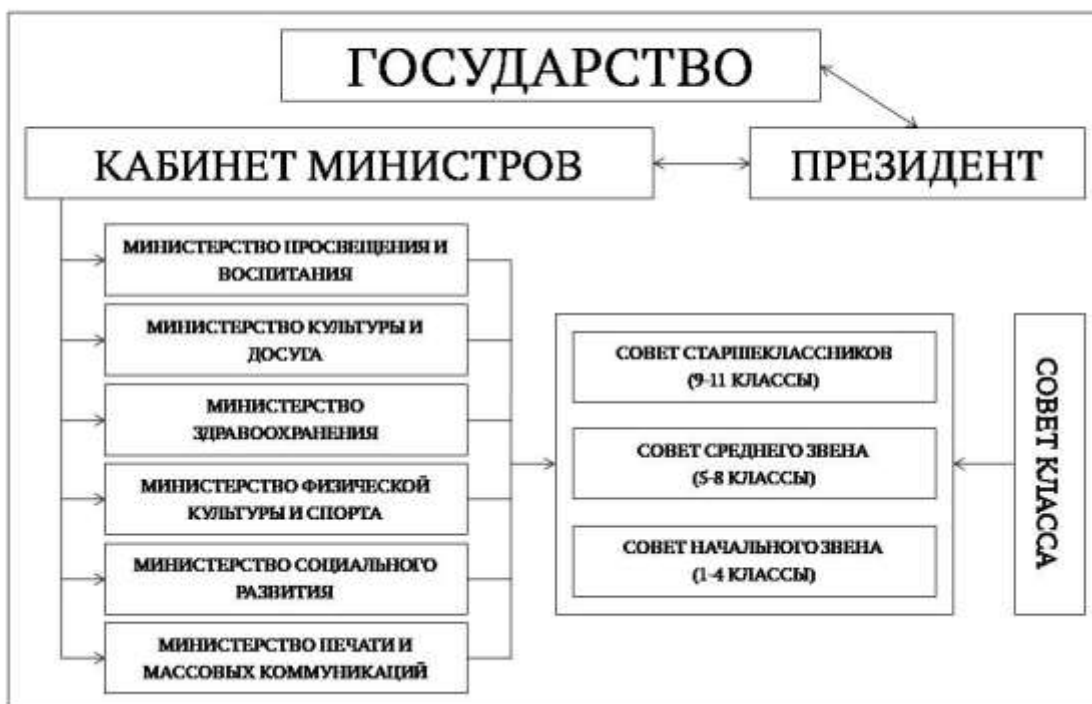 ГОСУДАРСТВО
КАБИНЕТ МИНИСТРОВ
ПРЕЗИДЕНТ
МИНИСТЕРСТВО ПРОСВЕЩЕНИЯ И
ВОСПИТАНИЯ
МИНИСТЕРСТВО КУЛЬТУРЫ И
ДОСУГА
МИНИСТЕРСТВО
ЗДРАВООХРАНЕНИЯ
МИНИСТЕРСТВО ФИЗИЧЕСКОЙ
КУЛЬТУРЫ И СПОРТА
МИНИСТЕРСТВО СОЦИАЛЬНОГО
РАЗВИТИЯ
МИНИСТЕРСТВО ПЕЧАТИ И
МАССОВЫХ КОММУНИКАЦИЙ
СОВЕТ СТАРШЕКЛАССНИКОВ
(9-11 КЛАССЫ)
СОВЕТ СРЕДНЕГО ЗВЕНА
(5-8 КЛАССЫ)
СОВЕТ НАЧАЛЬНОГО ЗВЕНА
(1-4 КЛАССЫ)
СОВЕТ КЛАССА